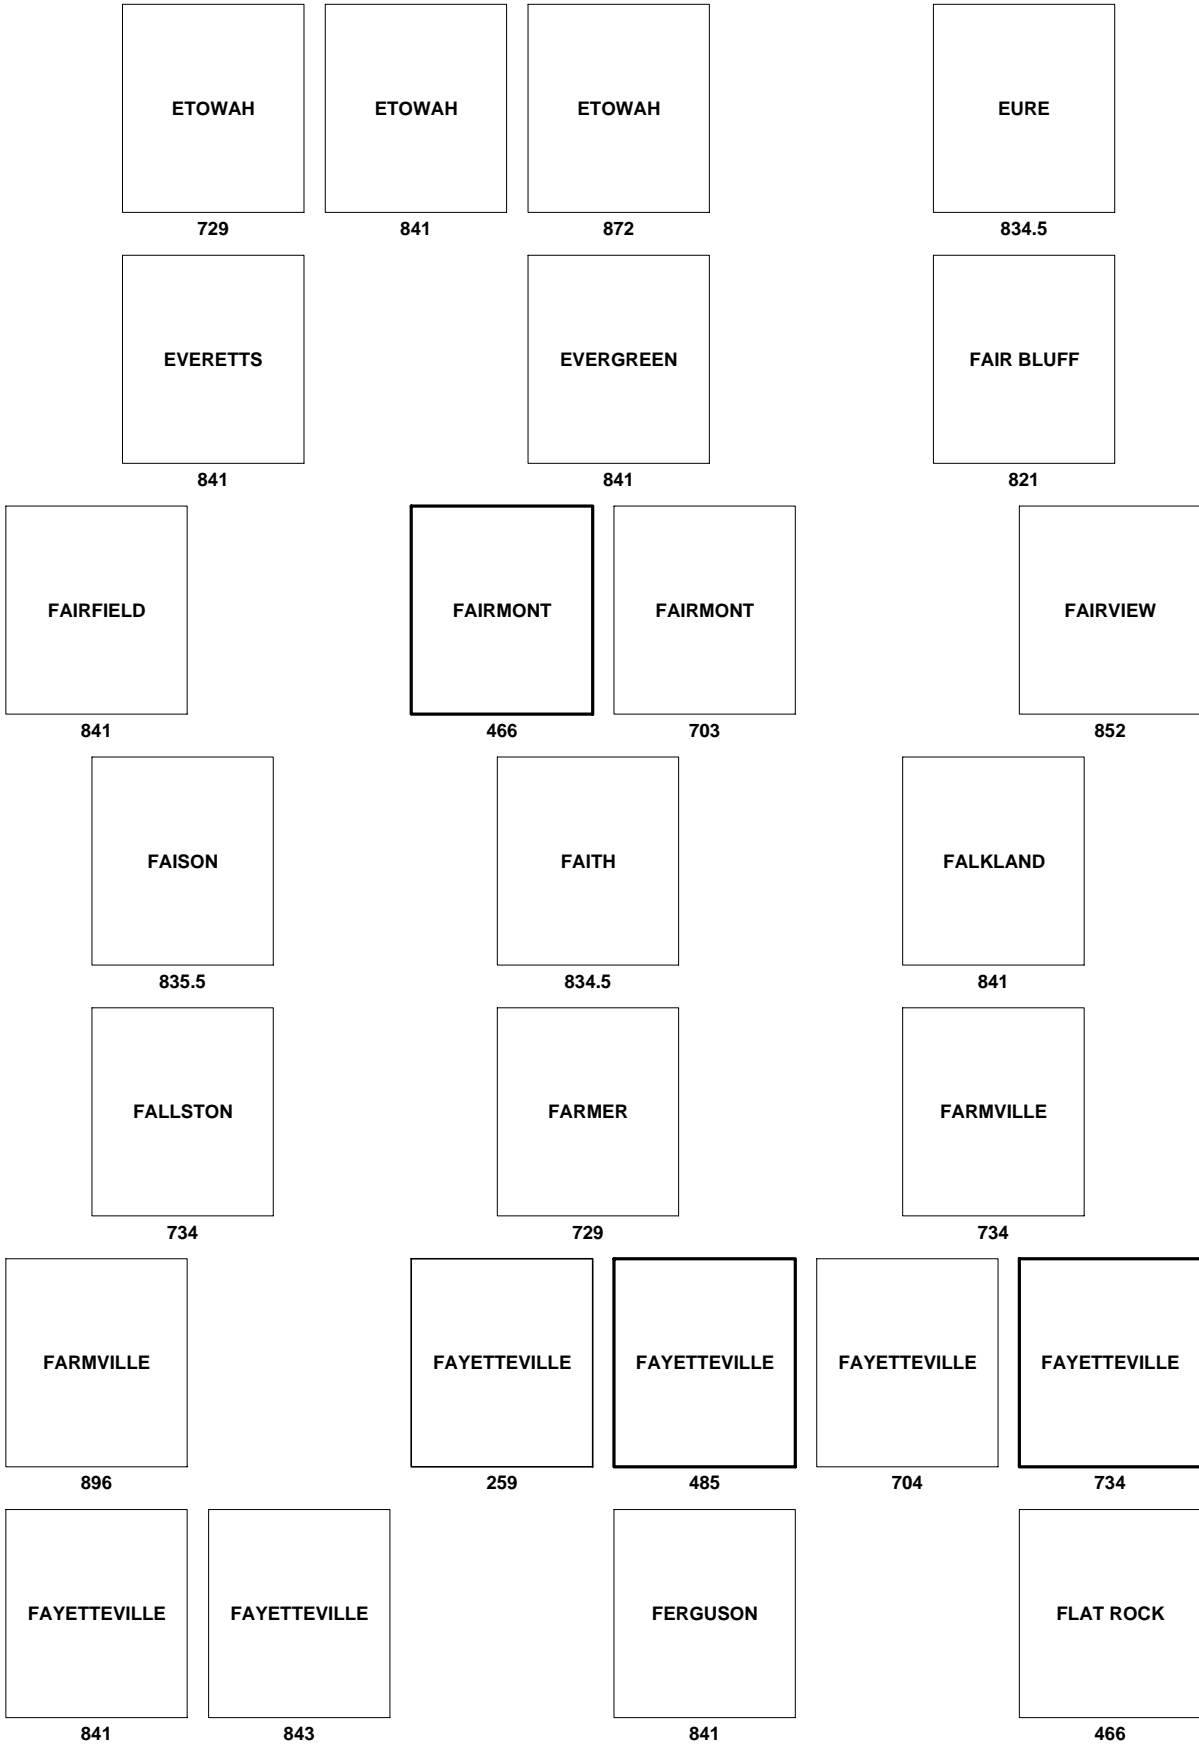 ETOWAH ETOWAH ETOWAH EURE
729 841 872 834.5
EVERETTS EVERGREEN FAIR BLUFF
841 841 821
FAIRFIELD FAIRMONT FAIRMONT FAIRVIEW
841 466 703 852
FAISON FAITH FALKLAND
835.5 834.5 841
FALLSTON FARMER FARMVILLE
734 729 734
FARMVILLE FAYETTEVILLE FAYETTEVILLE FAYETTEVILLE FAYETTEVILLE
896 259 485 704 734
FAYETTEVILLE FAYETTEVILLE FERGUSON FLAT ROCK
841 843 841 466